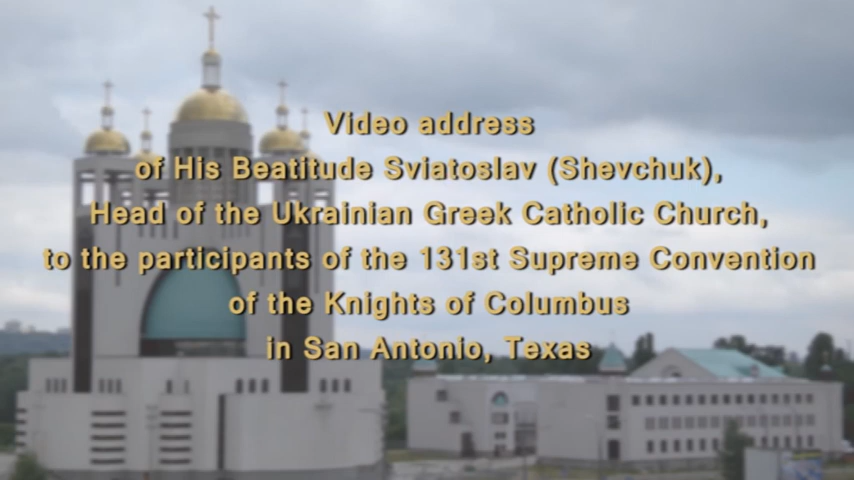 Video address
of His Beatitude Sviatoslav (Shevchuk),
Head of the Ukrainian Greek Catholic Church,
to the participants of the 131st Supreme Convention
of the Knights of Columbus
in San Antonio, Texas